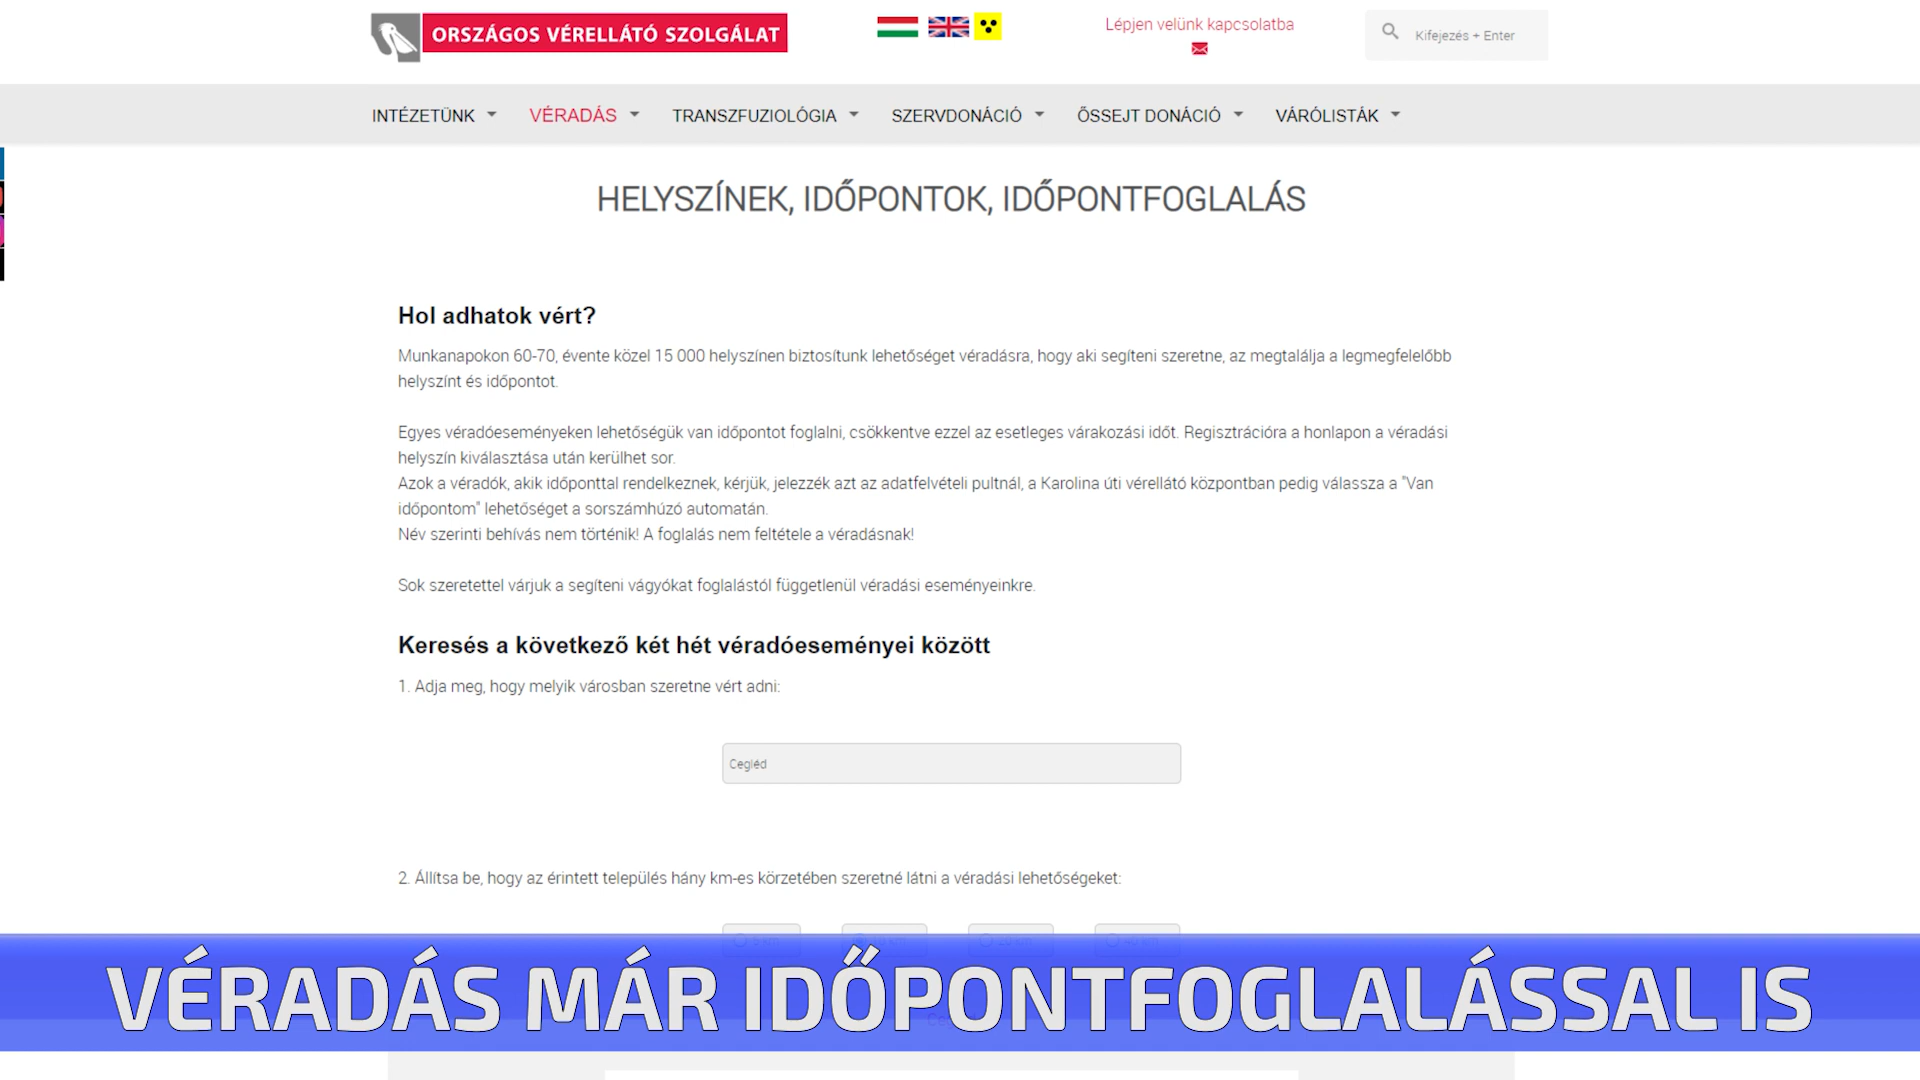 ORSZÁGOS VÉRELLÁTÓ SZOLGÁLAT
Lépjen velünk kapcsolatba
Kifejezés + Enter
INTÉZETÜNK
VÉRADÁS
TRANSZFUZIOLÓGIA
SZERVDONÁCIÓ
ŐSSEJT DONÁCIÓ
VÁRÓLISTÁK
HELYSZÍNEK, IDŐPONTOK, IDŐPONTFOGLALÁS
Hol adhatok vért?
Munkanapokon 60-70, évente közel 15 000 helyszínen biztosítunk lehetőséget véradásra, hogy aki segíteni szeretne, az megtalálja a legmegfelelőbb
helyszínt és időpontot.
Egyes véradóeseményeken lehetőségük van időpontot foglalni, csökkentve ezzel az esetleges várakozási időt. Regisztrációra a honlapon a véradási
helyszín kiválasztása után kerülhet sor.
Azok a véradók, akik időponttal rendelkeznek, kérjük, jelezzék azt az adatfelvételi pultnál, a Karolina úti vérellátó központban pedig válassza a "Van
időpontom" lehetőséget a sorszámhúzó automatán.
Név szerinti behívás nem történik! A foglalás nem feltétele a véradásnak!
Sok szeretettel várjuk a segíteni vágyókat foglalástól függetlenül véradási eseményeinkre.
Keresés a következő két hét véradóeseményei között
1. Adja meg, hogy melyik városban szeretne vért adni:
Cegléd
2. Állítsa be, hogy az érintett település hány km-es körzetében szeretné látni a véradási lehetőségeket:
VÉRADÁS MÁR IDŐPONTFOGLALÁSSAL IS